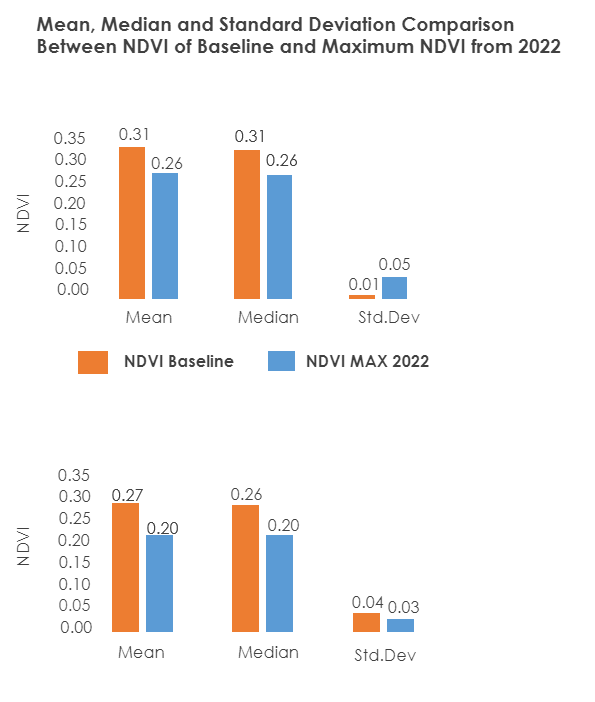 Mean, Median and Standard Deviation Comparison
Between NDVI of Baseline and Maximum NDVI from 2022
0.35
0.30
0.25
0.20
0.15
0.10
0.05
0.00
NDVI
0.31
0.26
0.31
0.26
0.01
0.05
Mean
Median
Std.Dev
NDVI Baseline
NDVI MAX 2022
0.35
0.30
0.25
0.20
0.15
0.10
0.05
0.00
NDVI
0.27
0.20
0.26
0.20
0.04
0.03
Mean
Median
Std.Dev